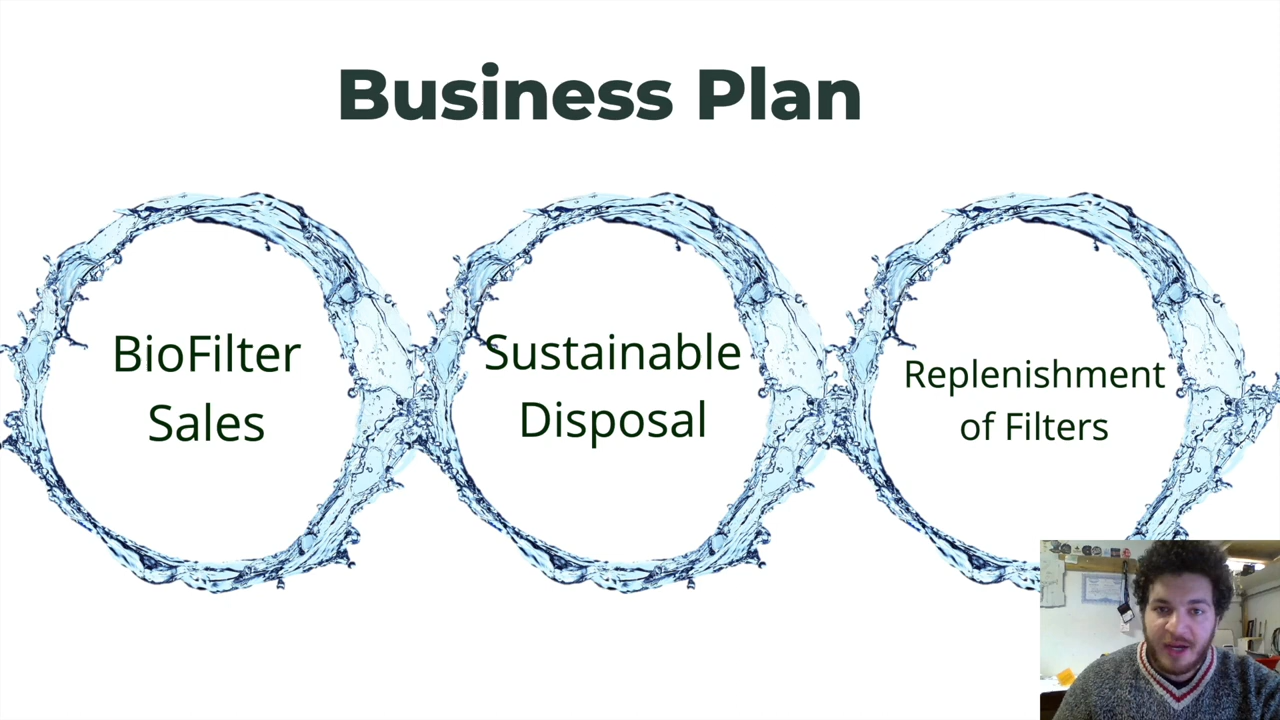 Business Plan
BioFilter
Sales
Sustainable
Disposal
Replenishment
of Filters